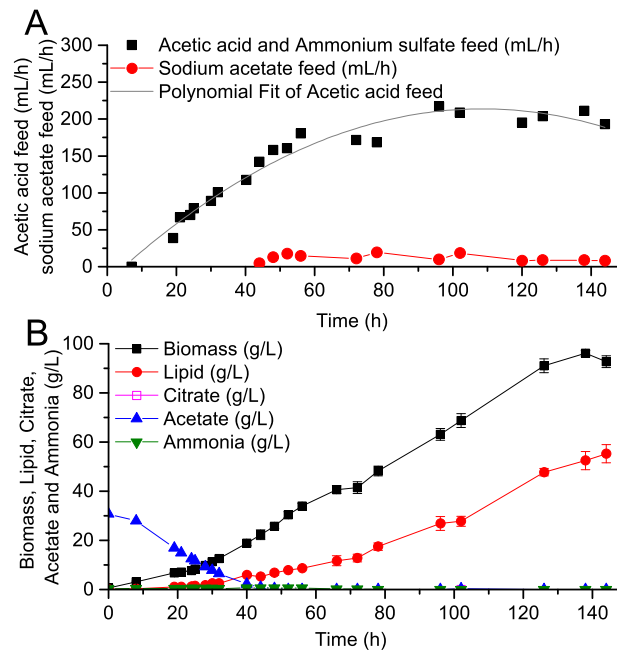 A
300
250
200
150
100
50
0
Acetic acid feed (mL/h)
sodium acetate feed (mL/h)
Acetic acid and Ammonium sulfate feed (mL/h)
Sodium acetate feed (mL/h)
Polynomial Fit of Acetic acid feed
0 20 40 60 80 100 120 140
Time (h)
B
100
80
60
40
20
0
Biomass, Lipid, Citrate,
Acetate and Ammonia (g/L)
Biomass (g/L)
Lipid (g/L)
Citrate (g/L)
Acetate (g/L)
Ammonia (g/L)
0 20 40 60 80 100 120 140
Time (h)